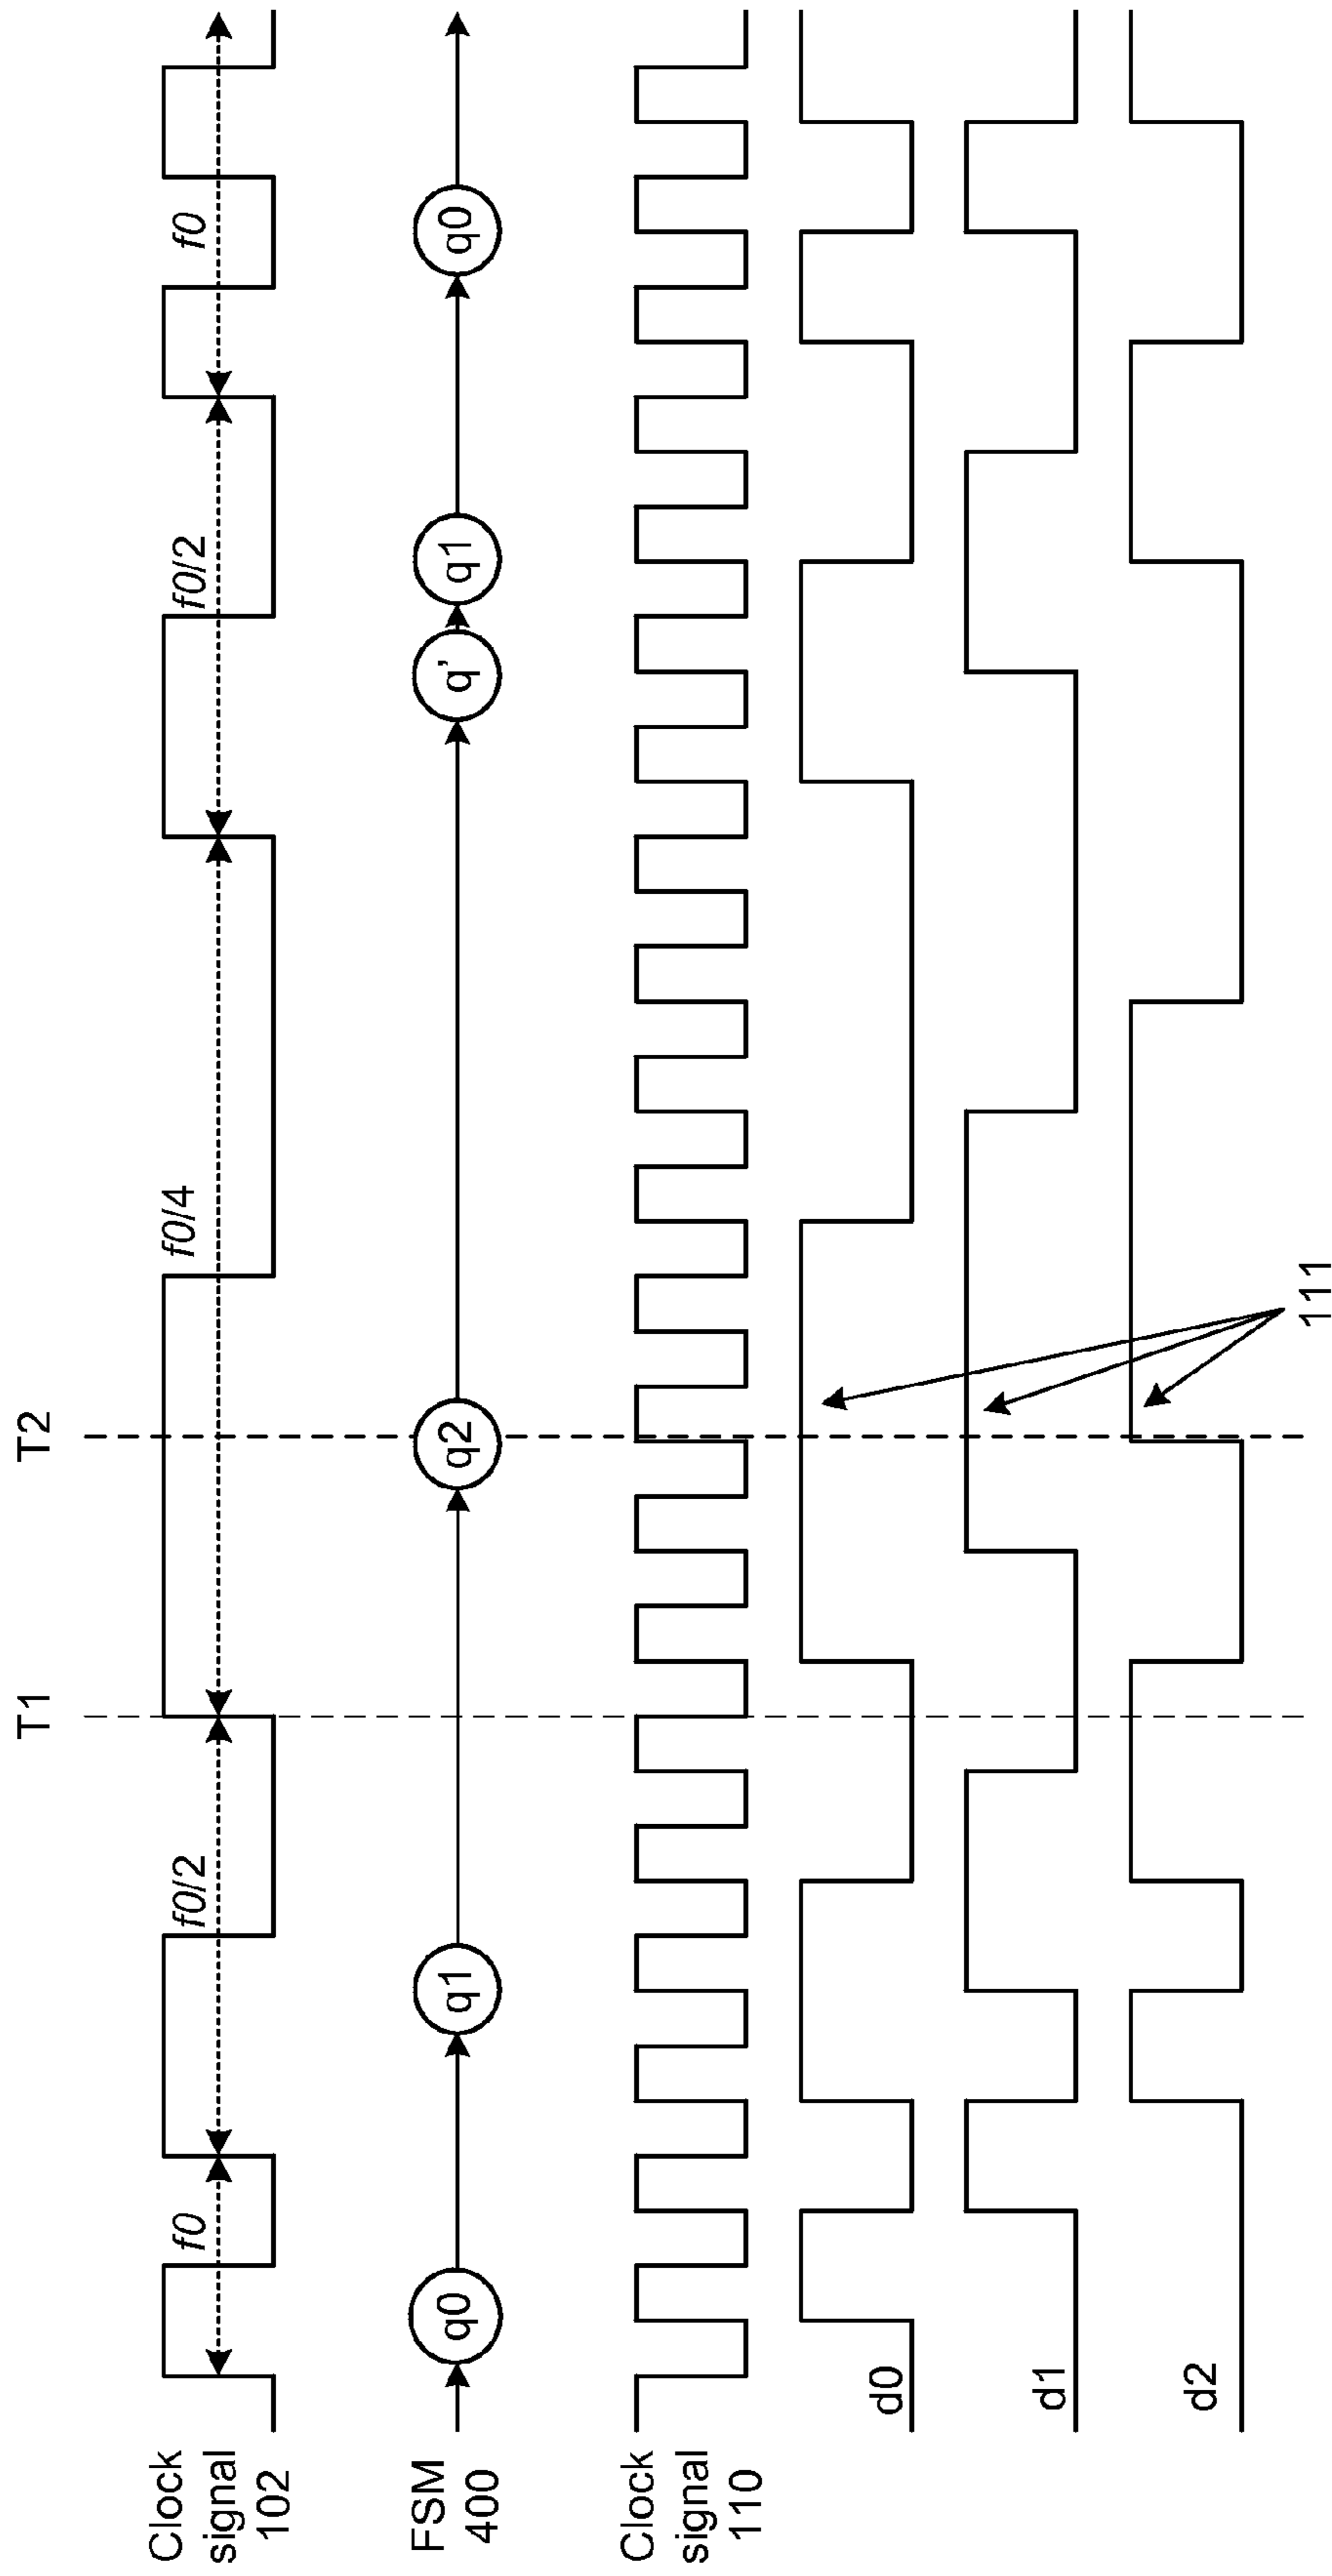 T1
T2
Clock
signal
102
f0
f0/2
f0/4
f0/2
f0
FSM
400
q0
q1
q2
q'
q1
q0
Clock
signal
110
d0
d1
d2
111